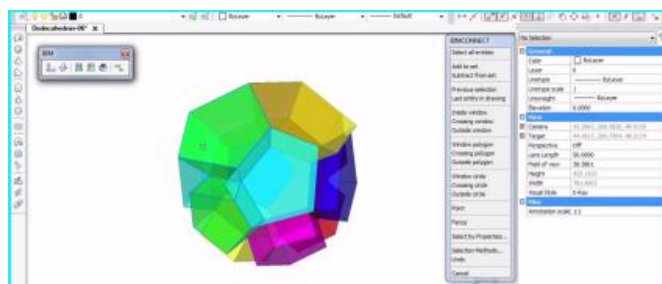 ByLayer
ByLayer
Default
Dodecahedron-06*
BIM
BIMCONNECT
Select all entities
Add to set
Subtract from set
Previous selection
Last entry in drawing
Inside window
Crossing window
Outside window
Window polygon
Crossing polygon
Outside polygon
Window circle
Crossing circle
Outside circle
Point
Fence
Select by Properties...
Selection Methods...
Undo
Cancel
No Selection
General
Color ByLayer
Layer 0
Linetype ByLayer
Linetype scale 1
Lineweight ByLayer
Elevation 0.0000
View
Camera
Target
Perspective Off
Lens Length 50.0000
Field of view
Height
Width
Visual Style X-Ray
Misc
Annotation scale 1:1